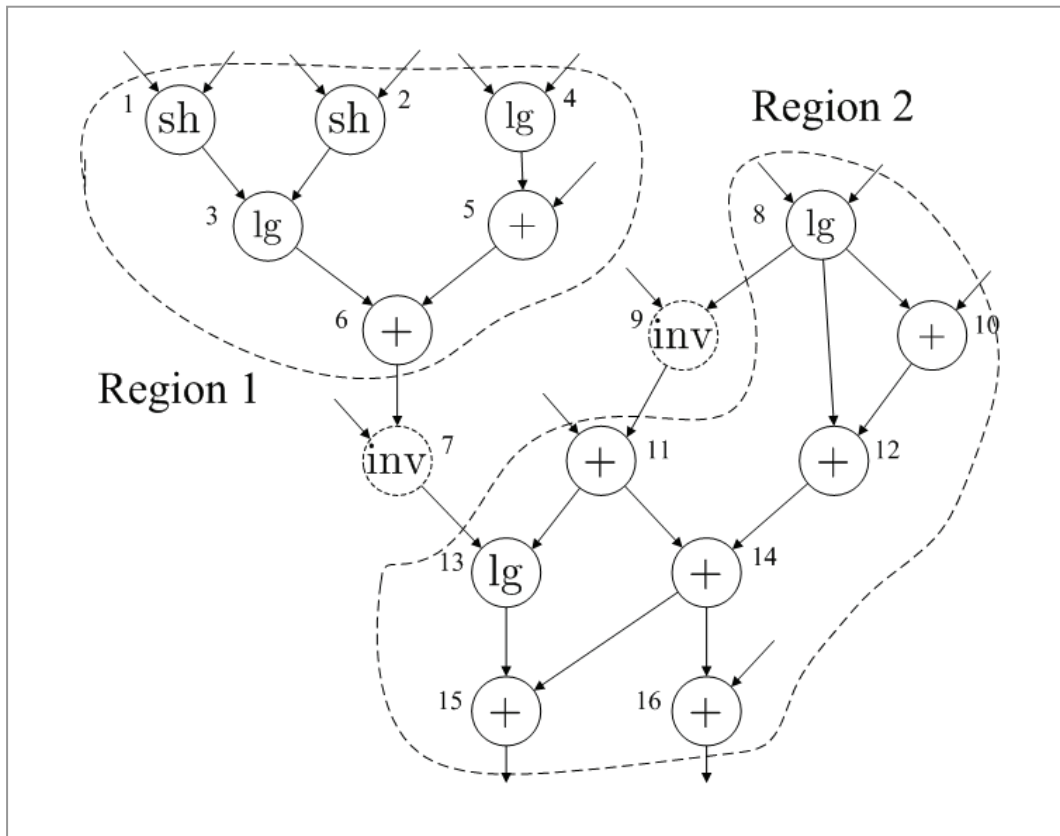 1 sh
sh 2
lg 4
Region 2
3 lg
5 +
8 lg
6 +
9 inv
+ 10
Region 1
inv 7
+ 11
+ 12
13 lg
+ 14
15 +
16 +